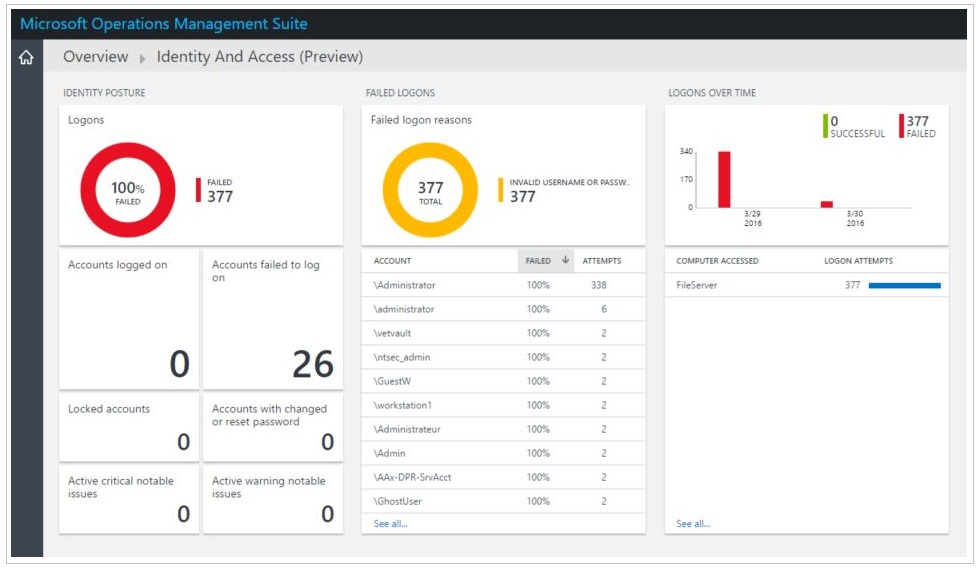 Microsoft Operations Management Suite
Overview Identity And Access (Preview)
IDENTITY POSTURE
Logons
100%
FAILED
FAILED
377
Accounts logged on
0
Accounts failed to log
on
26
Locked accounts
0
Accounts with changed
or reset password
0
Active critical notable
issues
0
Active warning notable
issues
0
FAILED LOGONS
Failed logon reasons
377
TOTAL
INVALID USERNAME OR PASSW..
377
ACCOUNT FAILED ATTEMPTS
\Administrator 100% 338
\administrator 100% 6
\vetvault 100% 2
\ntsec_admin 100% 2
\GuestW 100% 2
\workstation1 100% 2
\Administrateur 100% 2
\Admin 100% 2
\AAx-DPR-SrvAcct 100% 2
\GhostUser 100% 2
See all...
LOGONS OVER TIME
0
SUCCESSFUL
377
FAILED
340
170
0
3/29
2016
3/30
2016
COMPUTER ACCESSED LOGON ATTEMPTS
FileServer 377
See all...